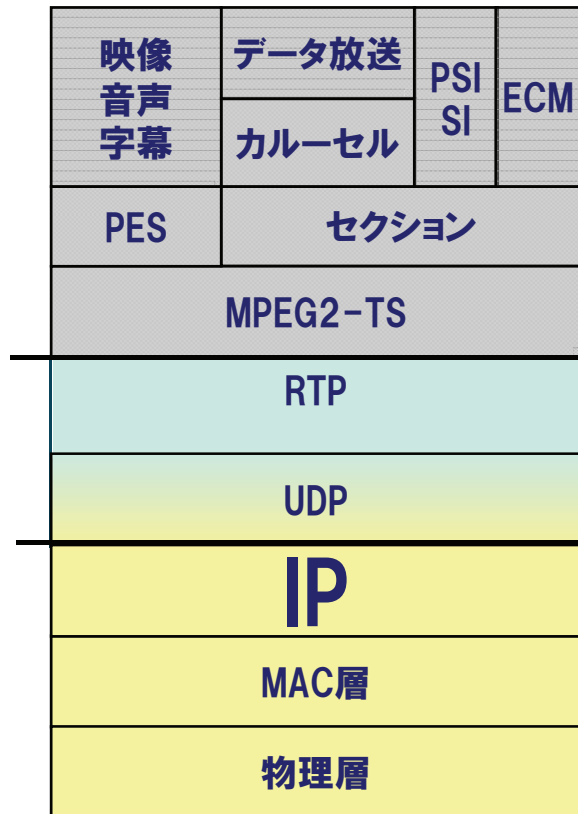 映像
音声
字幕
データ放送
カルーセル
PSI
SI
ECM
PES
セクション
MPEG2-TS
RTP
UDP
IP
MAC層
物理層